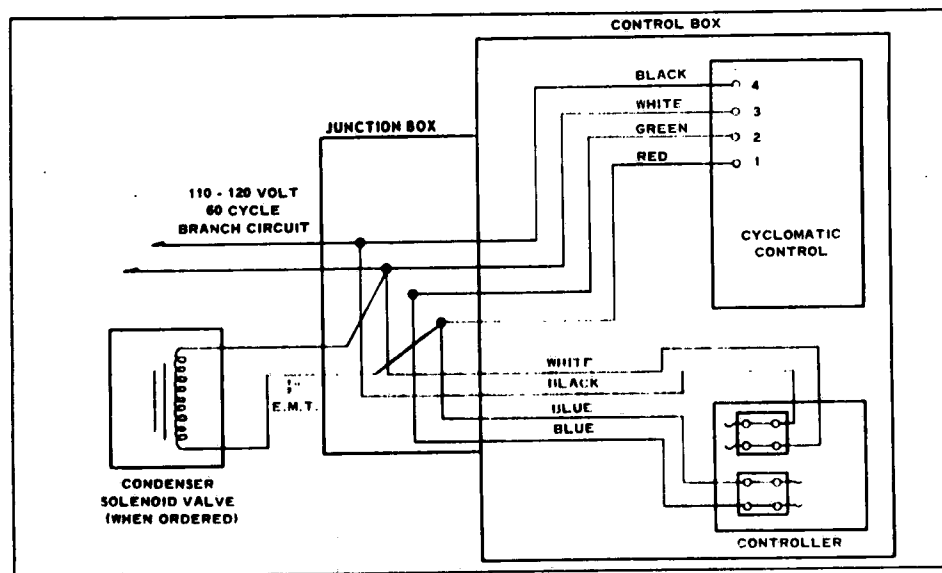 CONTROL BOX
BLACK
4
WHITE
3
JUNCTION BOX
GREEN
2
RED
1
110 - 120 VOLT
60 CYCLE
BRANCH CIRCUIT
CYCLOMATIC
CONTROL
WHITE
BLACK
E.M.T.
BLUE
BLUE
CONDENSER
SOLENOID VALVE
(WHEN ORDERED)
CONTROLLER